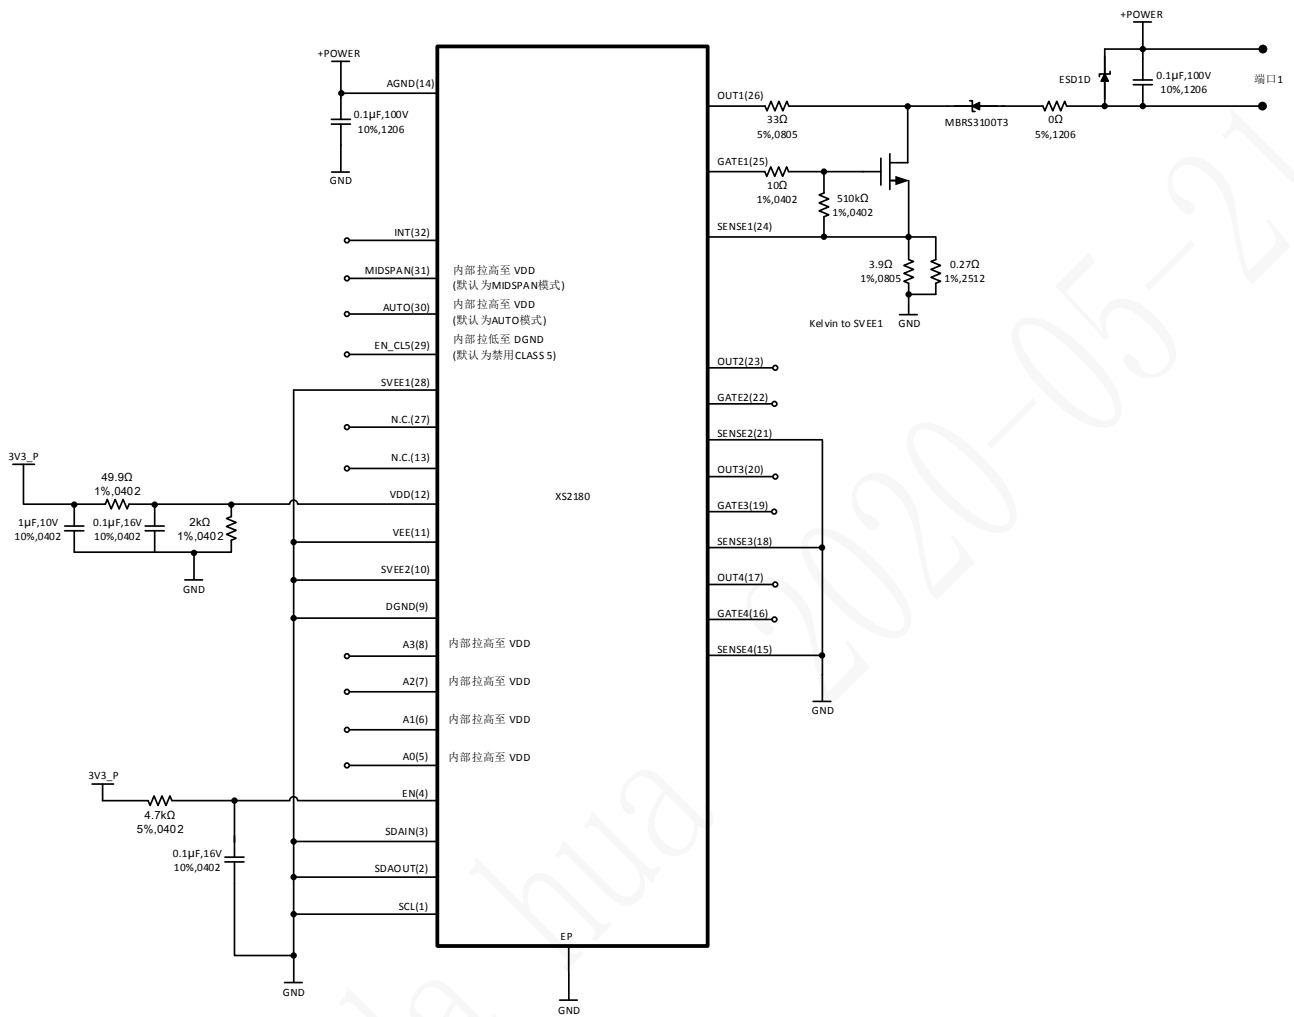 +POWER
AGND(14)
0.1μF,100V
10%,1206
GND
INT(32)
MIDSPAN(31)
内部拉高至 VDD
(默认为MIDSPAN模式)
AUTO(30)
内部拉高至 VDD
(默认为AUTO模式)
EN_CL5(29)
内部拉低至 DGND
(默认为禁用CLASS 5)
SVEE1(28)
N.C.(27)
N.C.(13)
3V3_P
49.9Ω
1%,0402
VDD(12)
1μF,10V
10%,0402
0.1μF,16V
10%,0402
2kΩ
1%,0402
GND
VEE(11)
SVEE2(10)
DGND(9)
A3(8)
内部拉高至 VDD
A2(7)
内部拉高至 VDD
A1(6)
内部拉高至 VDD
A0(5)
内部拉高至 VDD
3V3_P
EN(4)
4.7kΩ
5%,0402
0.1μF,16V
10%,0402
SDAIN(3)
SDAOUT(2)
SCL(1)
GND
XS2180
EP
GND
OUT1(26)
33Ω
5%,0805
MBRS3100T3
0Ω
5%,1206
ESD1D
+POWER
0.1μF,100V
10%,1206
端口1
GATE1(25)
10Ω
1%,0402
510kΩ
1%,0402
SENSE1(24)
3.9Ω
1%,0805
0.27Ω
1%,2512
Kelvin to SVEE1
GND
OUT2(23)
GATE2(22)
SENSE2(21)
OUT3(20)
GATE3(19)
SENSE3(18)
OUT4(17)
GATE4(16)
SENSE4(15)
GND
hua 2020-05-21